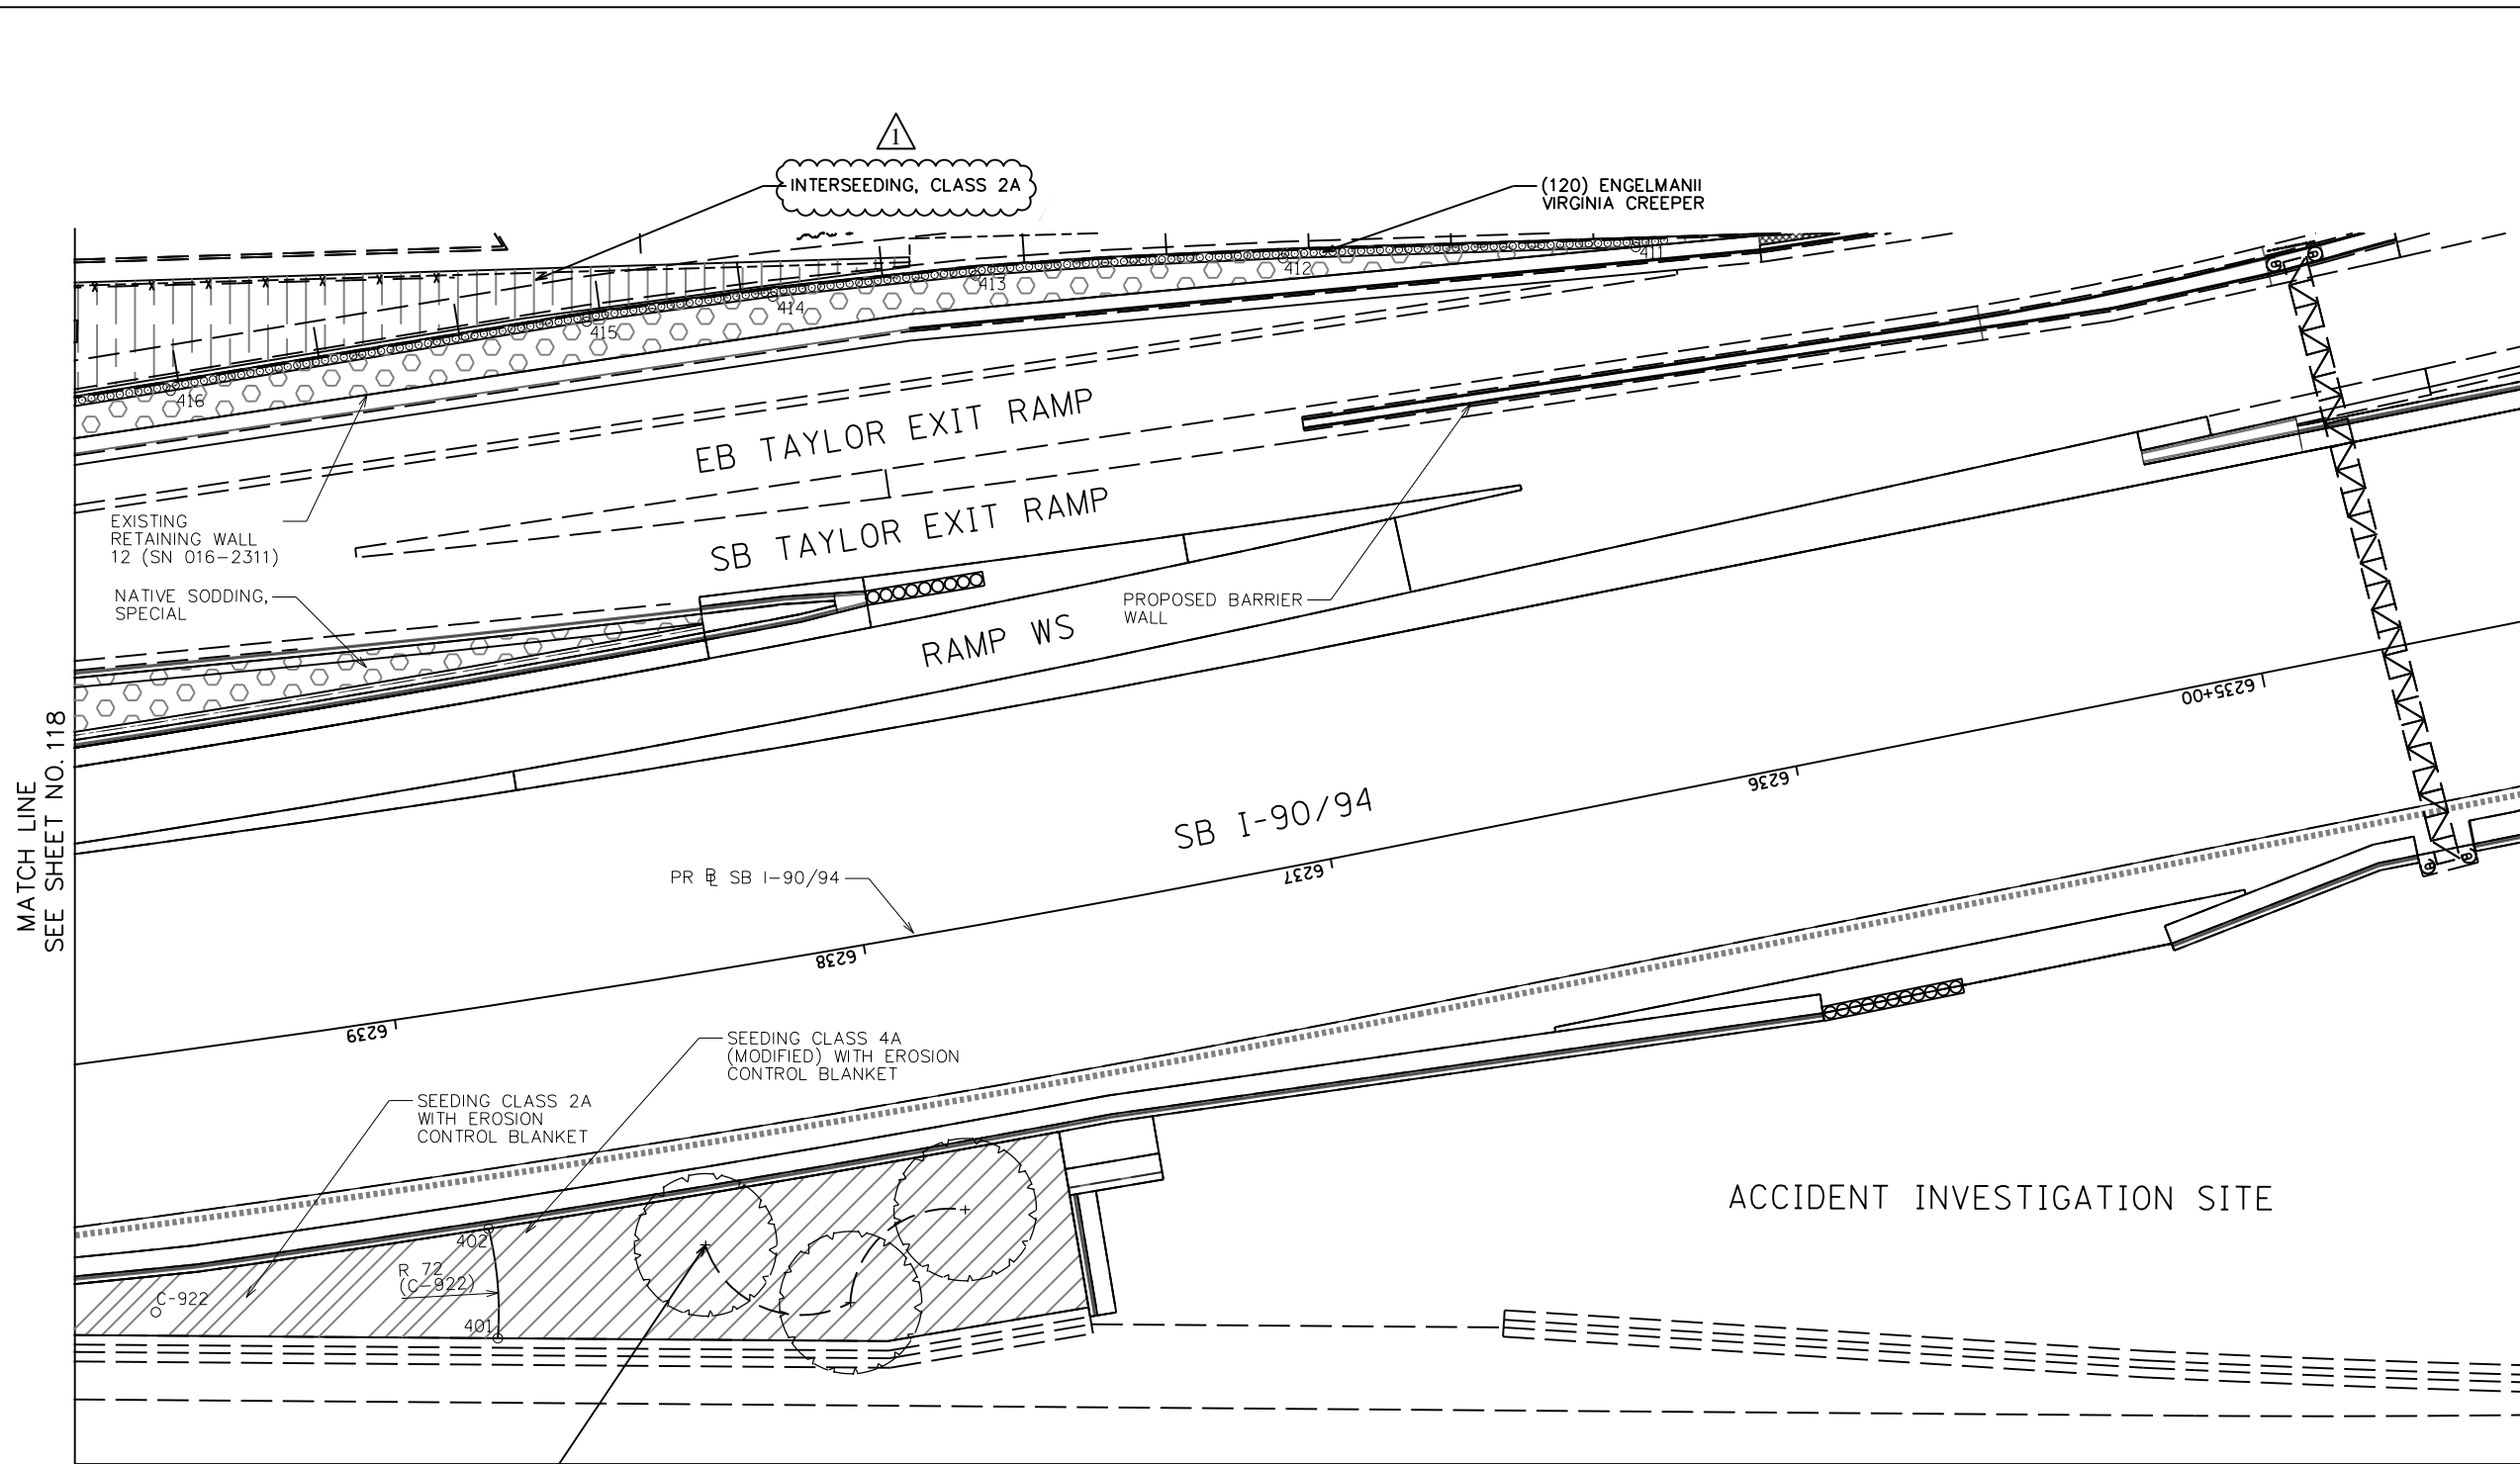 1
INTERSEEDING, CLASS 2A
(120) ENGELMANII
VIRGINIA CREEPER
411
412
413
414
415
416
EB TAYLOR EXIT RAMP
EXISTING
RETAINING WALL
12 (SN 016-2311)
SB TAYLOR EXIT RAMP
NATIVE SODDING,
SPECIAL
PROPOSED BARRIER
WALL
RAMP WS
MATCH LINE
SEE SHEET NO. 118
6235+00
6236
SB I-90/94
6237
PR BL SB I-90/94
6238
6239
SEEDING CLASS 4A
(MODIFIED) WITH EROSION
CONTROL BLANKET
SEEDING CLASS 2A
WITH EROSION
CONTROL BLANKET
ACCIDENT INVESTIGATION SITE
402
R 72
(C-922)
C-922
401